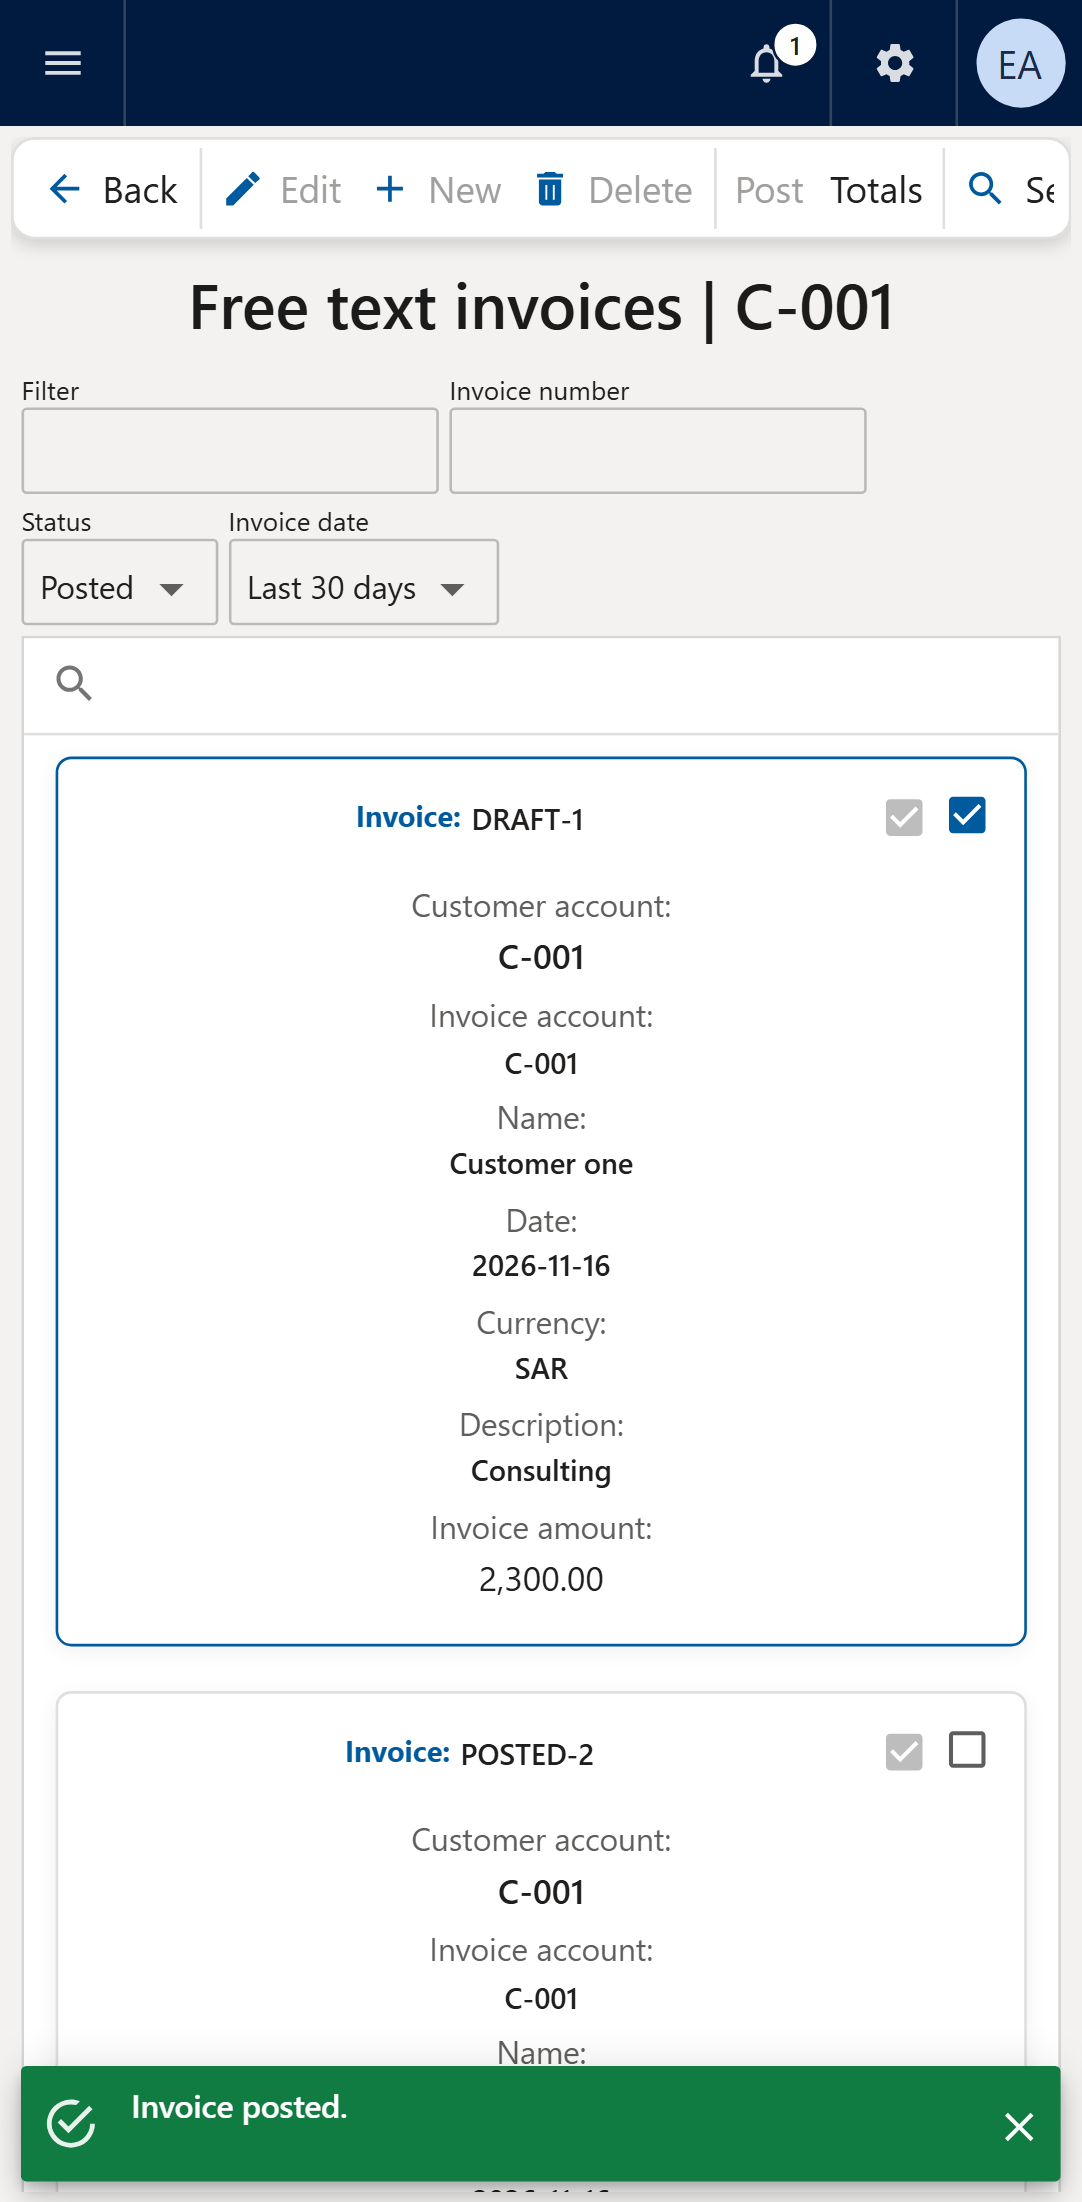 1
EA
Back Edit New Delete Post Totals
Free text invoices | C-001
Filter Invoice number
Status Invoice date
Posted Last 30 days
Invoice: DRAFT-1
Customer account:
C-001
Invoice account:
C-001
Name:
Customer one
Date:
2026-11-16
Currency:
SAR
Description:
Consulting
Invoice amount:
2,300.00
Invoice: POSTED-2
Customer account:
C-001
Invoice account:
C-001
Name:
Invoice posted.